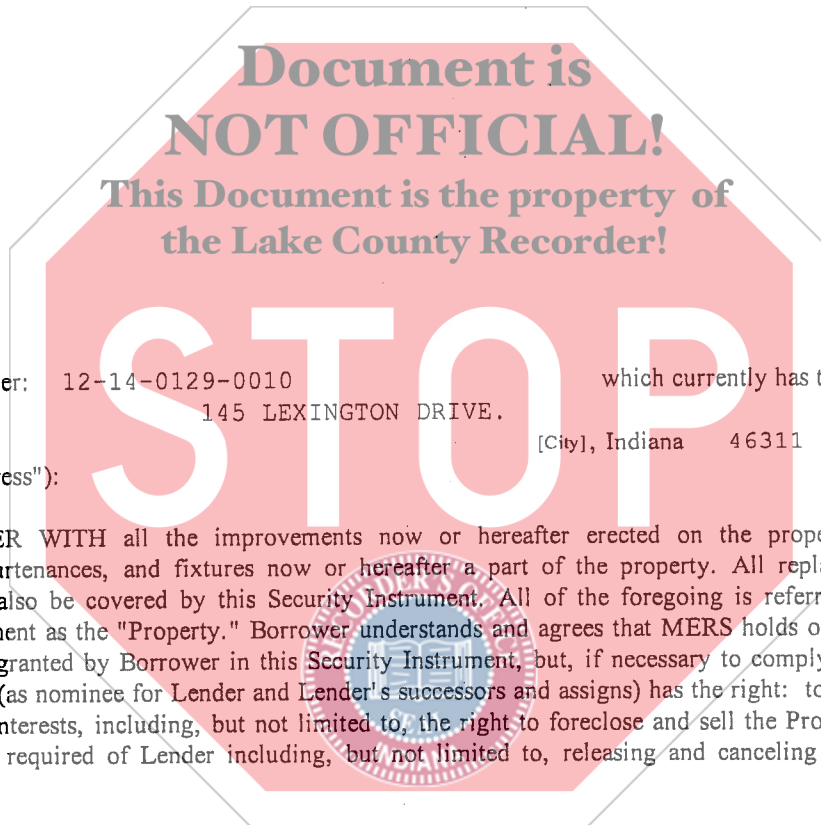 Document is
NOT OFFICIAL!
This Document is the property of
the Lake County Recorder!
STOP
er: 12-14-0129-0010 which currently has t
145 LEXINGTON DRIVE.
[City], Indiana 46311
ess"):
ER WITH all the improvements now or hereafter erected on the prope
urtenances, and fixtures now or hereafter a part of the property. All repla
also be covered by this Security Instrument. All of the foregoing is referr
nent as the "Property." Borrower understands and agrees that MERS holds o
granted by Borrower in this Security Instrument, but, if necessary to comply
(as nominee for Lender and Lender's successors and assigns) has the right: to
nterests, including, but not limited to, the right to foreclose and sell the Pro
required of Lender including, but not limited to, releasing and canceling
RECORDER'S OFFICE
SEAL
INDIANA